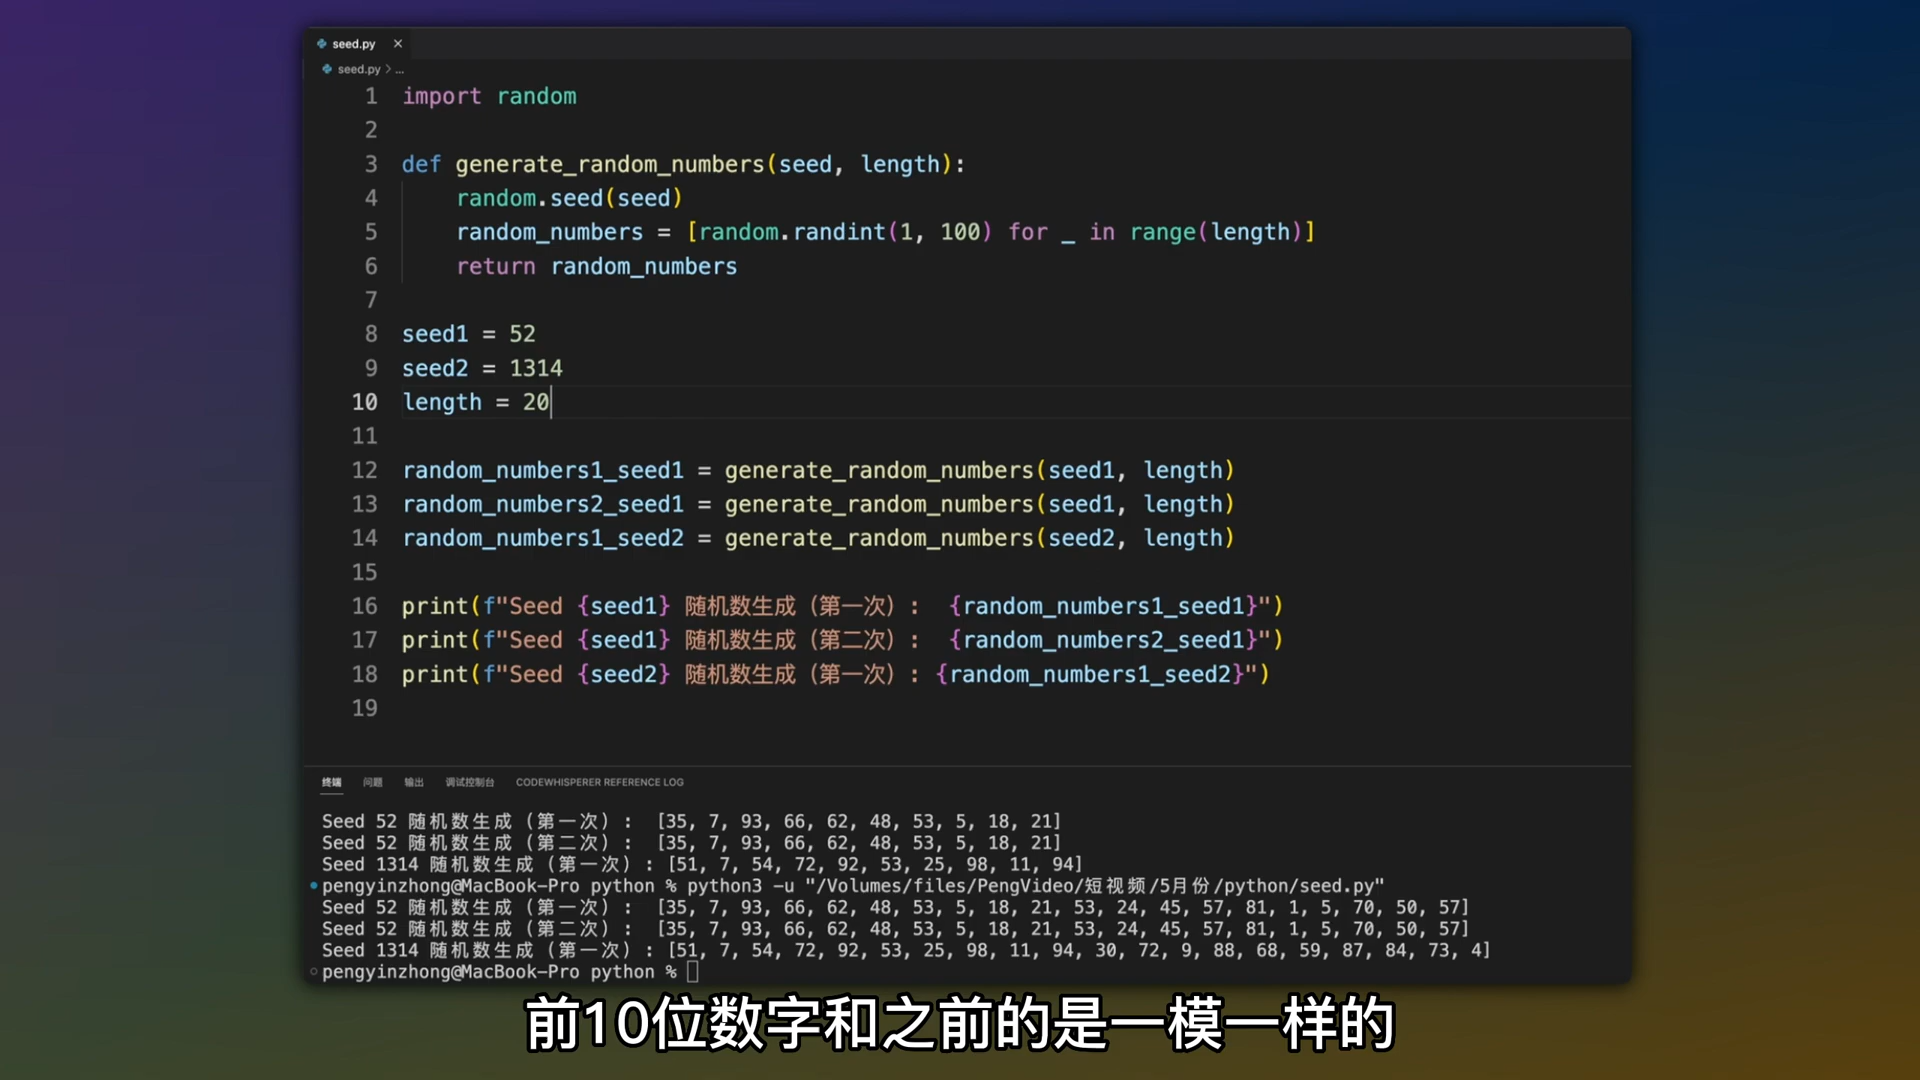 seed.py ×
seed.py > ...
1 import random
2
3 def generate_random_numbers(seed, length):
4 random.seed(seed)
5 random_numbers = [random.randint(1, 100) for _ in range(length)]
6 return random_numbers
7
8 seed1 = 52
9 seed2 = 1314
10 length = 20
11
12 random_numbers1_seed1 = generate_random_numbers(seed1, length)
13 random_numbers2_seed1 = generate_random_numbers(seed1, length)
14 random_numbers1_seed2 = generate_random_numbers(seed2, length)
15
16 print(f"Seed {seed1} 随机数生成（第一次）： {random_numbers1_seed1}")
17 print(f"Seed {seed1} 随机数生成（第二次）： {random_numbers2_seed1}")
18 print(f"Seed {seed2} 随机数生成（第一次）：{random_numbers1_seed2}")
19
终端 问题 输出 调试控制台 CODEWHISPERER REFERENCE LOG
Seed 52 随机数生成（第一次）： [35, 7, 93, 66, 62, 48, 53, 5, 18, 21]
Seed 52 随机数生成（第二次）： [35, 7, 93, 66, 62, 48, 53, 5, 18, 21]
Seed 1314 随机数生成（第一次）：[51, 7, 54, 72, 92, 53, 25, 98, 11, 94]
pengyinzhong@MacBook-Pro python % python3 -u "/Volumes/files/PengVideo/短视频/5月份/python/seed.py"
Seed 52 随机数生成（第一次）： [35, 7, 93, 66, 62, 48, 53, 5, 18, 21, 53, 24, 45, 57, 81, 1, 5, 70, 50, 57]
Seed 52 随机数生成（第二次）： [35, 7, 93, 66, 62, 48, 53, 5, 18, 21, 53, 24, 45, 57, 81, 1, 5, 70, 50, 57]
Seed 1314 随机数生成（第一次）：[51, 7, 54, 72, 92, 53, 25, 98, 11, 94, 30, 72, 9, 88, 68, 59, 87, 84, 73, 4]
pengyinzhong@MacBook-Pro python %
前10位数字和之前的是一模一样的